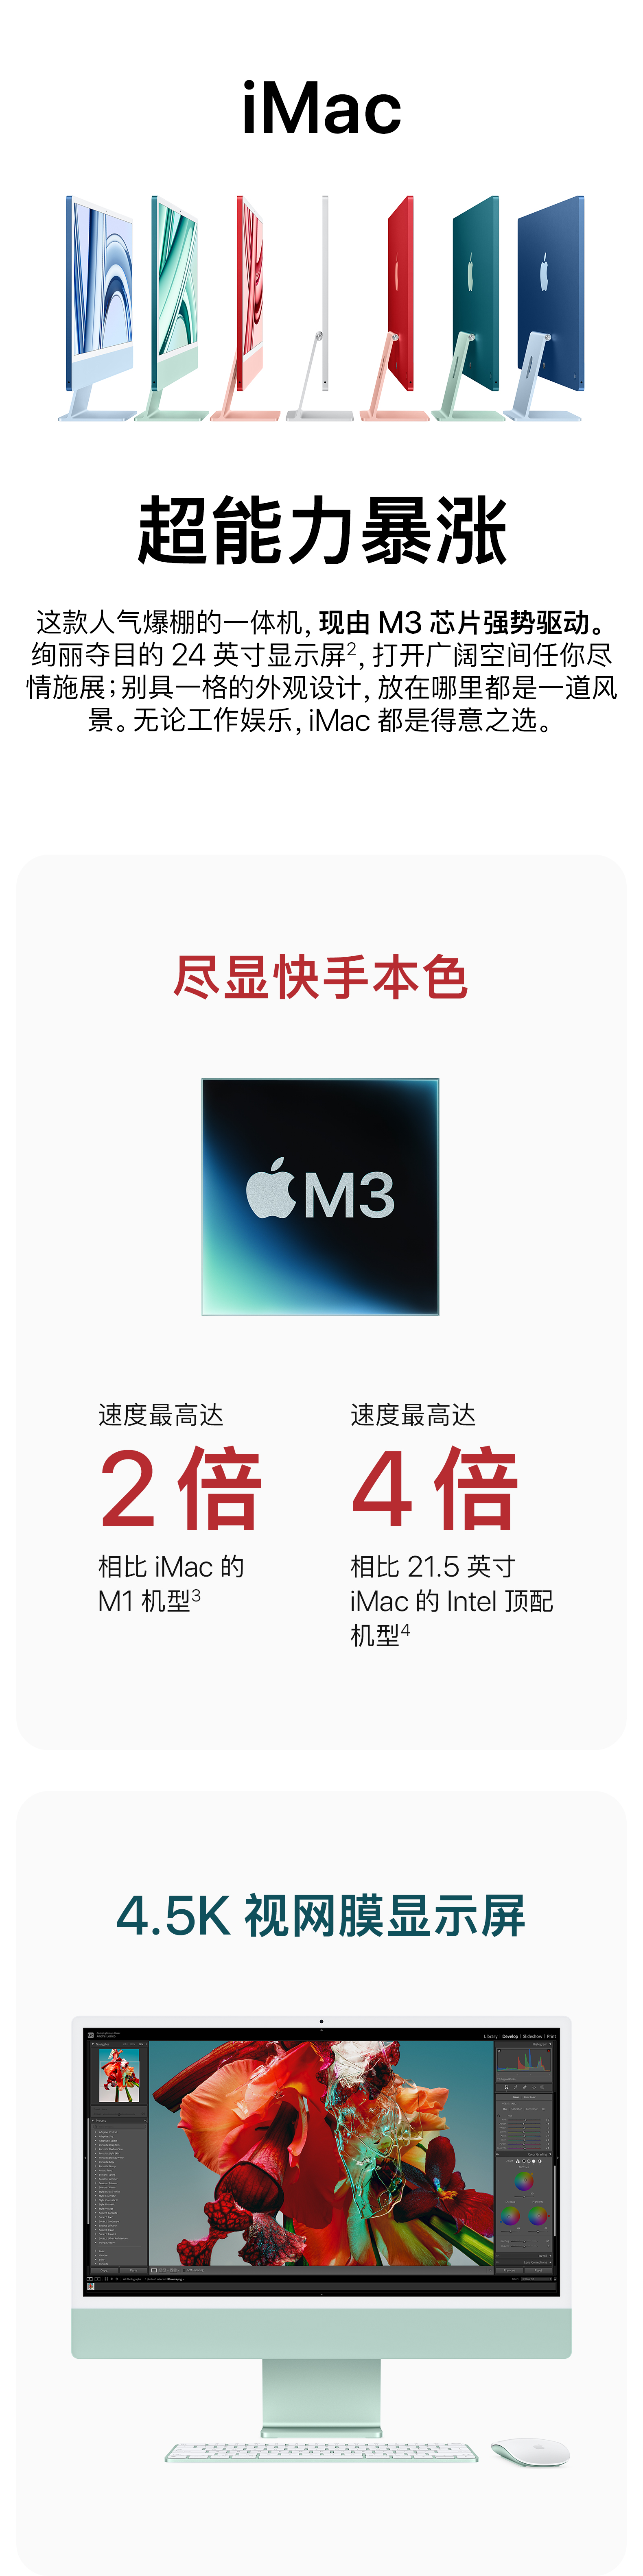 iMac
超能力暴涨
这款人气爆棚的一体机，现由 M3 芯片强势驱动。
绚丽夺目的 24 英寸显示屏²，打开广阔空间任你尽
情施展；别具一格的外观设计，放在哪里都是一道风
景。无论工作娱乐，iMac 都是得意之选。
尽显快手本色
M3
速度最高达
2 倍
相比 iMac 的
M1 机型³
速度最高达
4 倍
相比 21.5 英寸
iMac 的 Intel 顶配
机型⁴
4.5K 视网膜显示屏
Library | Develop | Slideshow | Print